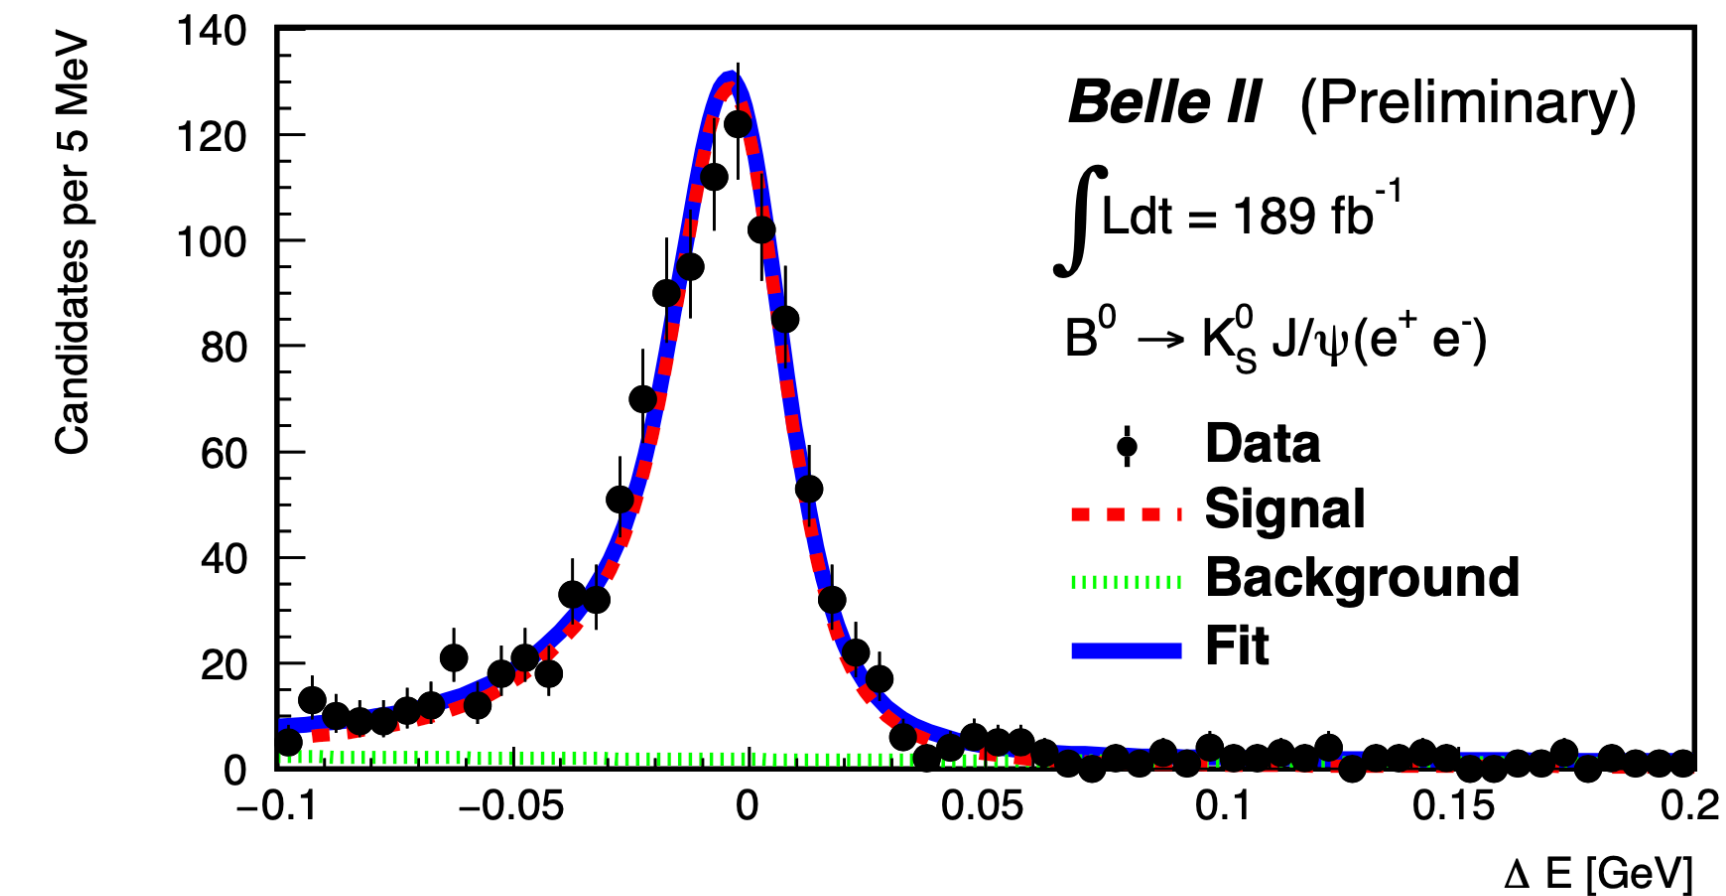 Candidates per 5 MeV
140
120
100
80
60
40
20
0
Belle II (Preliminary)
∫Ldt = 189 fb⁻¹
B⁰ → K⁰_S J/ψ(e⁺ e⁻)
Data
Signal
Background
Fit
−0.1 −0.05 0 0.05 0.1 0.15 0.2
Δ E [GeV]